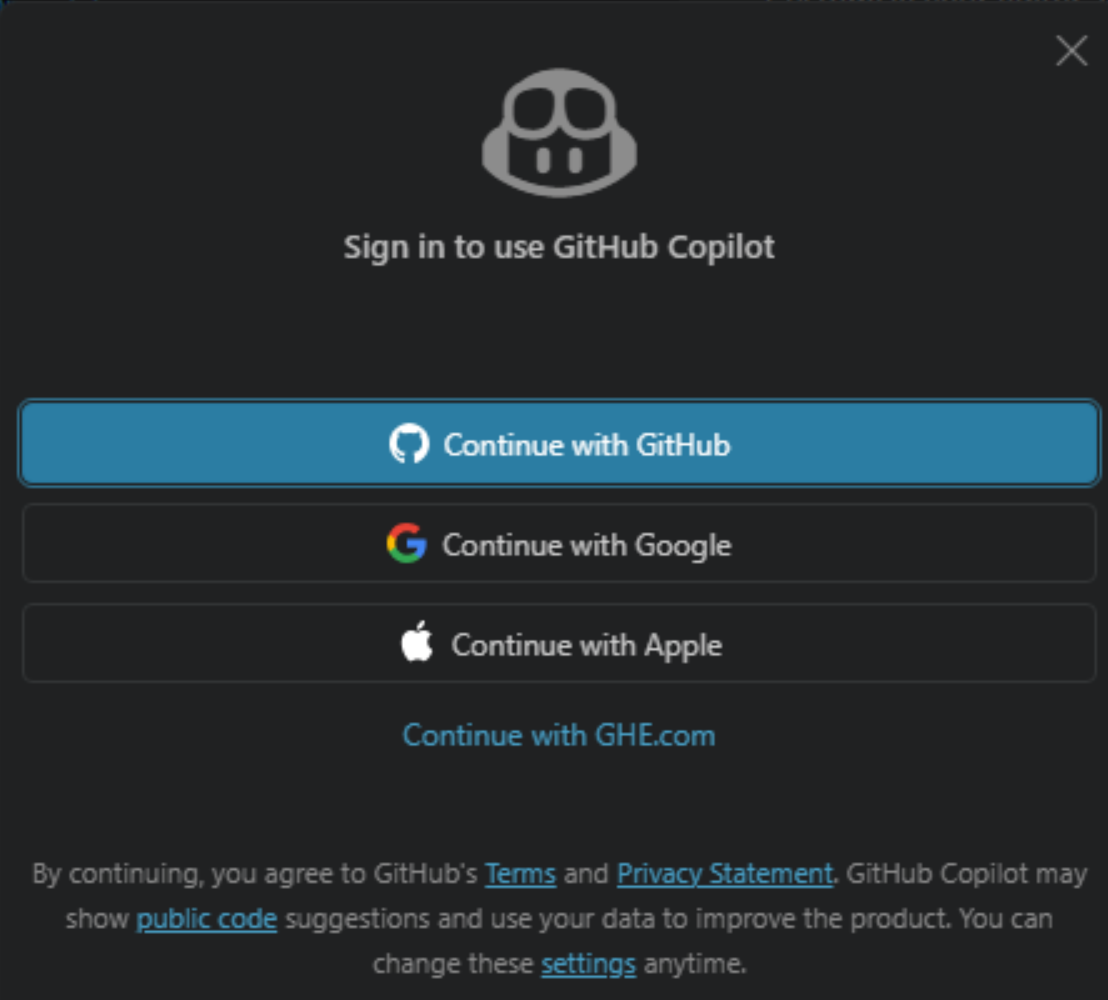 Sign in to use GitHub Copilot
Continue with GitHub
Continue with Google
Continue with Apple
Continue with GHE.com
By continuing, you agree to GitHub's Terms and Privacy Statement. GitHub Copilot may
show public code suggestions and use your data to improve the product. You can
change these settings anytime.